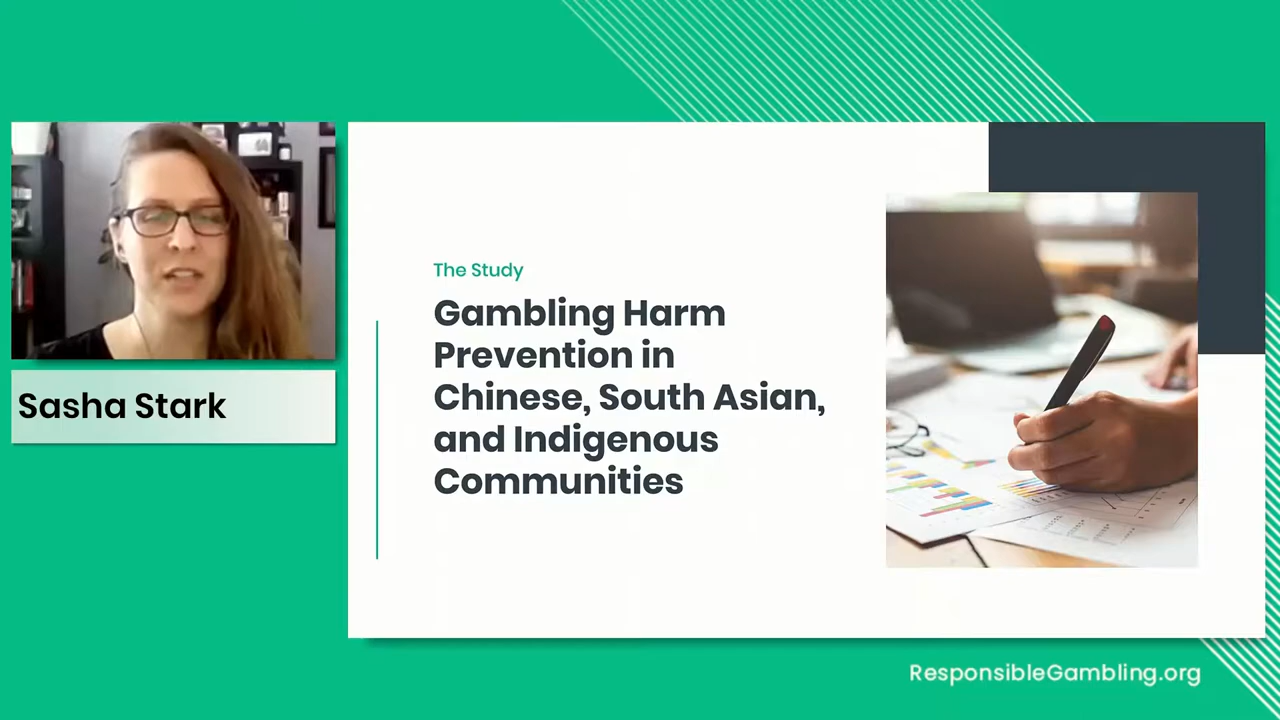 Sasha Stark
The Study
Gambling Harm
Prevention in
Chinese, South Asian,
and Indigenous
Communities
ResponsibleGambling.org